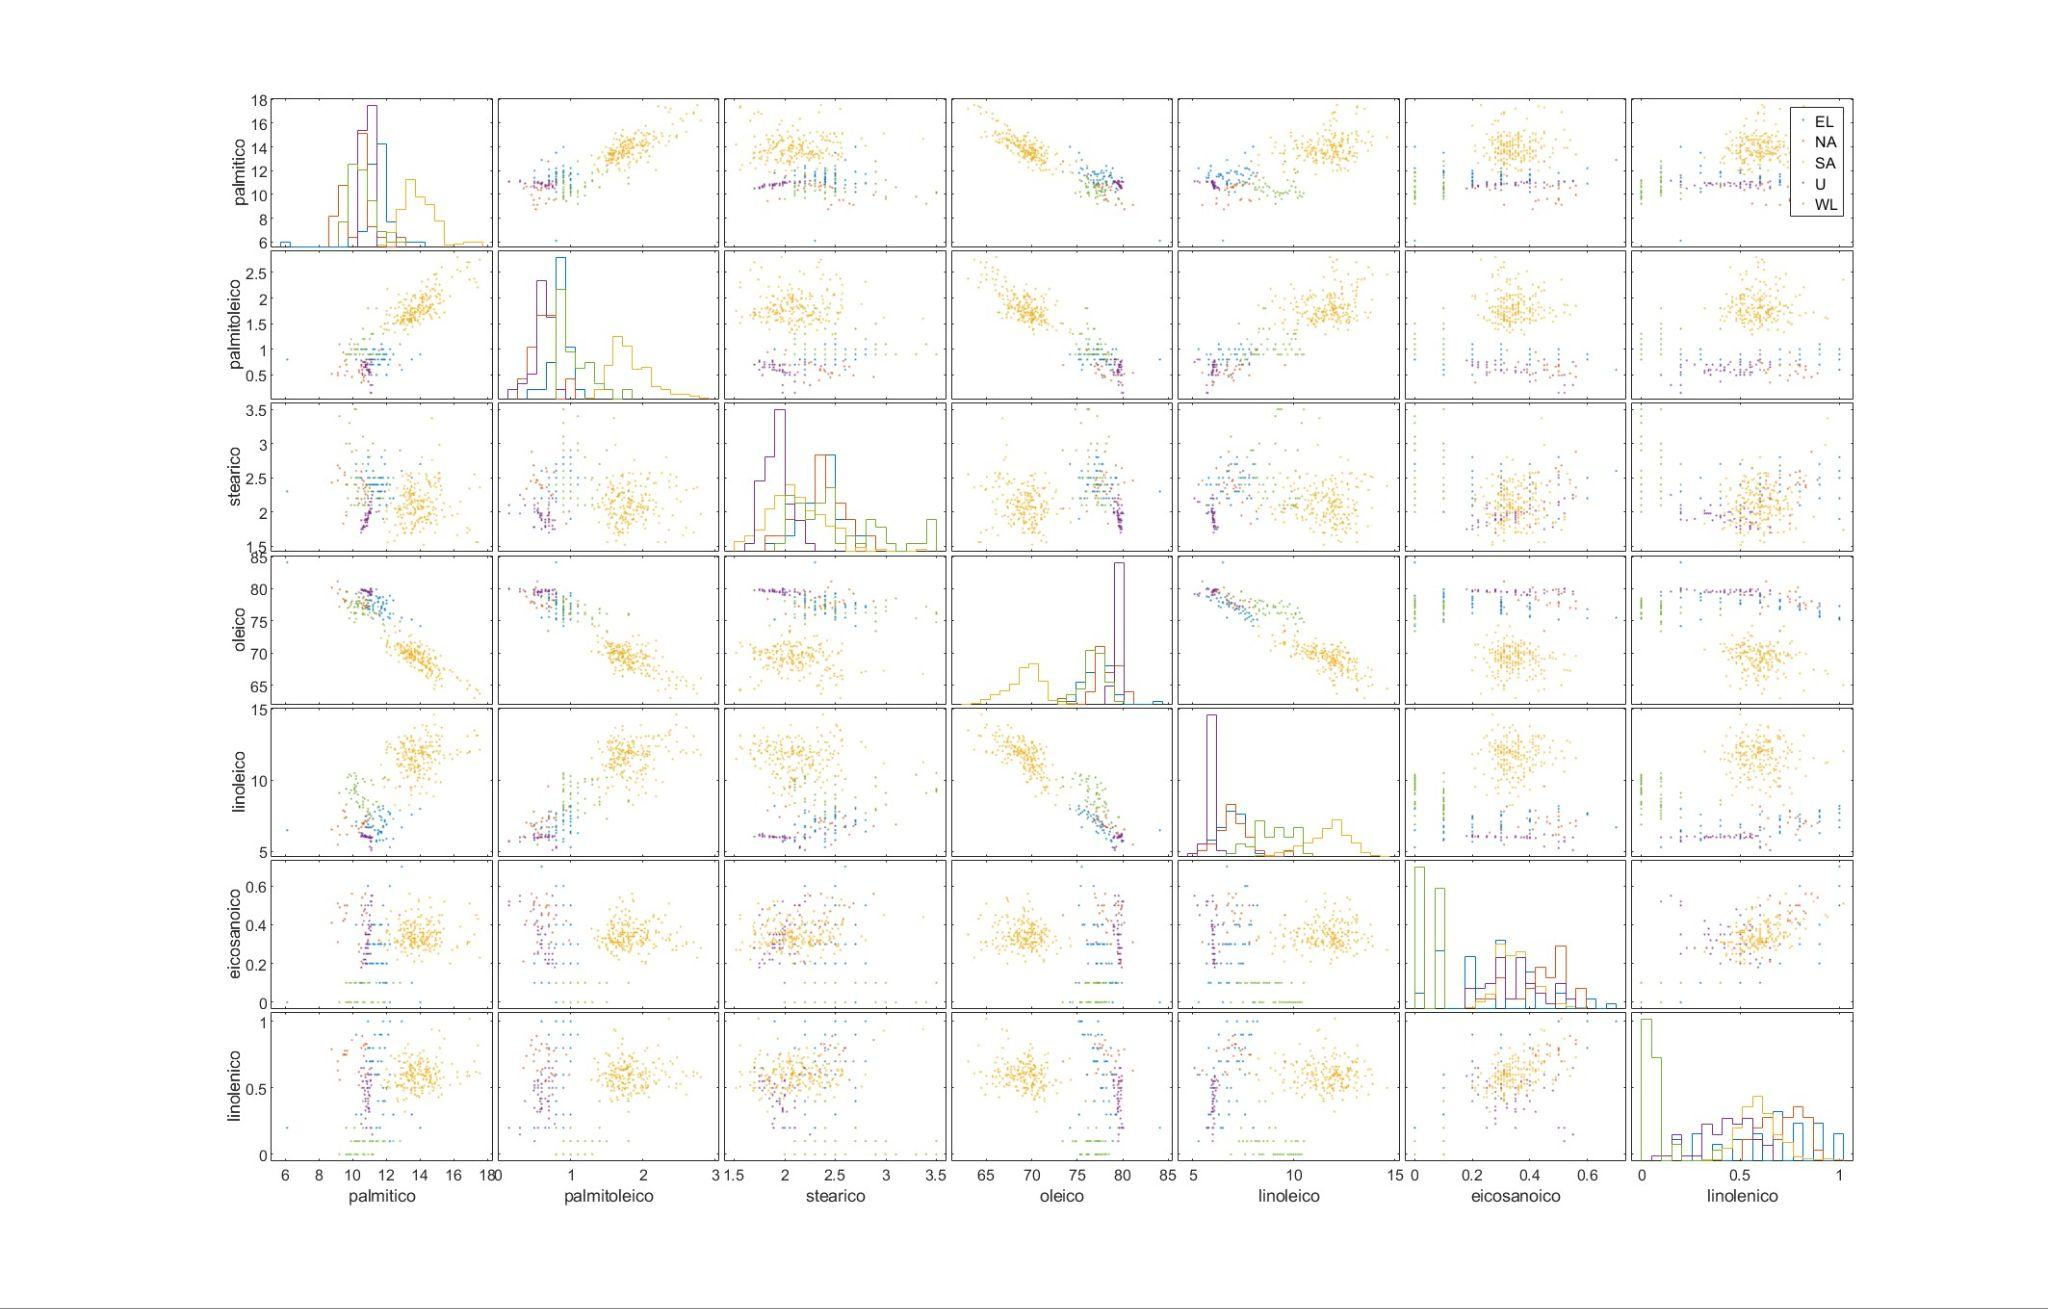 18
16
14
12
10
8
6
palmitico
EL
NA
SA
U
WL
2.5
2
1.5
1
0.5
palmitoleico
3.5
3
2.5
2
1.5
stearico
85
80
75
70
65
oleico
15
10
5
linoleico
0.6
0.4
0.2
0
eicosanoico
1
0.5
0
linolenico
6 8 10 12 14 16 18
0 1 2 3
1.5 2 2.5 3 3.5
65 70 75 80 85
5 10 15
0 0.2 0.4 0.6
0 0.5 1
palmitico palmitoleico stearico oleico linoleico eicosanoico linolenico